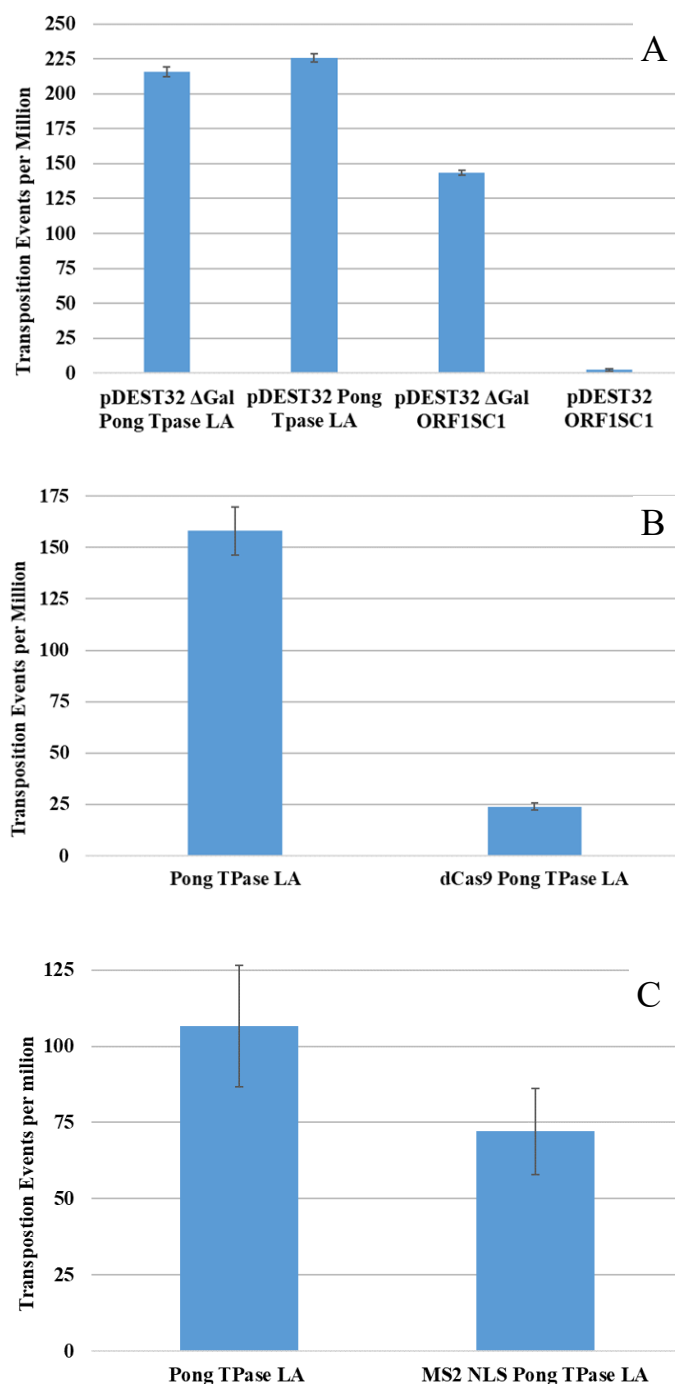 A
Transposition Events per Million
250
225
200
175
150
125
100
75
50
25
0
pDEST32 ΔGal
Pong Tpase LA
pDEST32 Pong
Tpase LA
pDEST32 ΔGal
ORF1SC1
pDEST32
ORF1SC1
B
Transposition Events per Million
175
150
125
100
75
50
25
0
Pong TPase LA
dCas9 Pong TPase LA
C
Transpostion Events per milion
125
100
75
50
25
0
Pong TPase LA
MS2 NLS Pong TPase LA